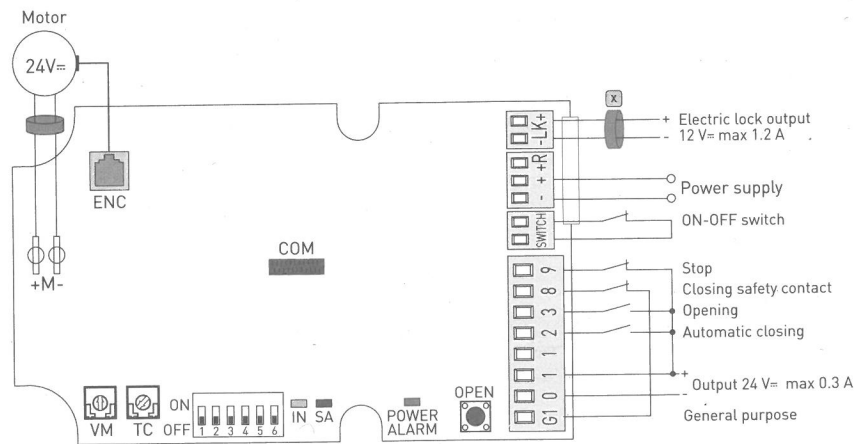 Motor
24V⎓
ENC
+M-
COM
VM
TC
ON
OFF
1 2 3 4 5 6
IN
SA
POWER
ALARM
OPEN
-LK+
- + +R
SWITCH
9
8
3
2
1
1
0
G1
x
+ Electric lock output
- 12 V⎓ max 1.2 A
Power supply
ON-OFF switch
Stop
Closing safety contact
Opening
Automatic closing
+
Output 24 V⎓ max 0.3 A
-
General purpose